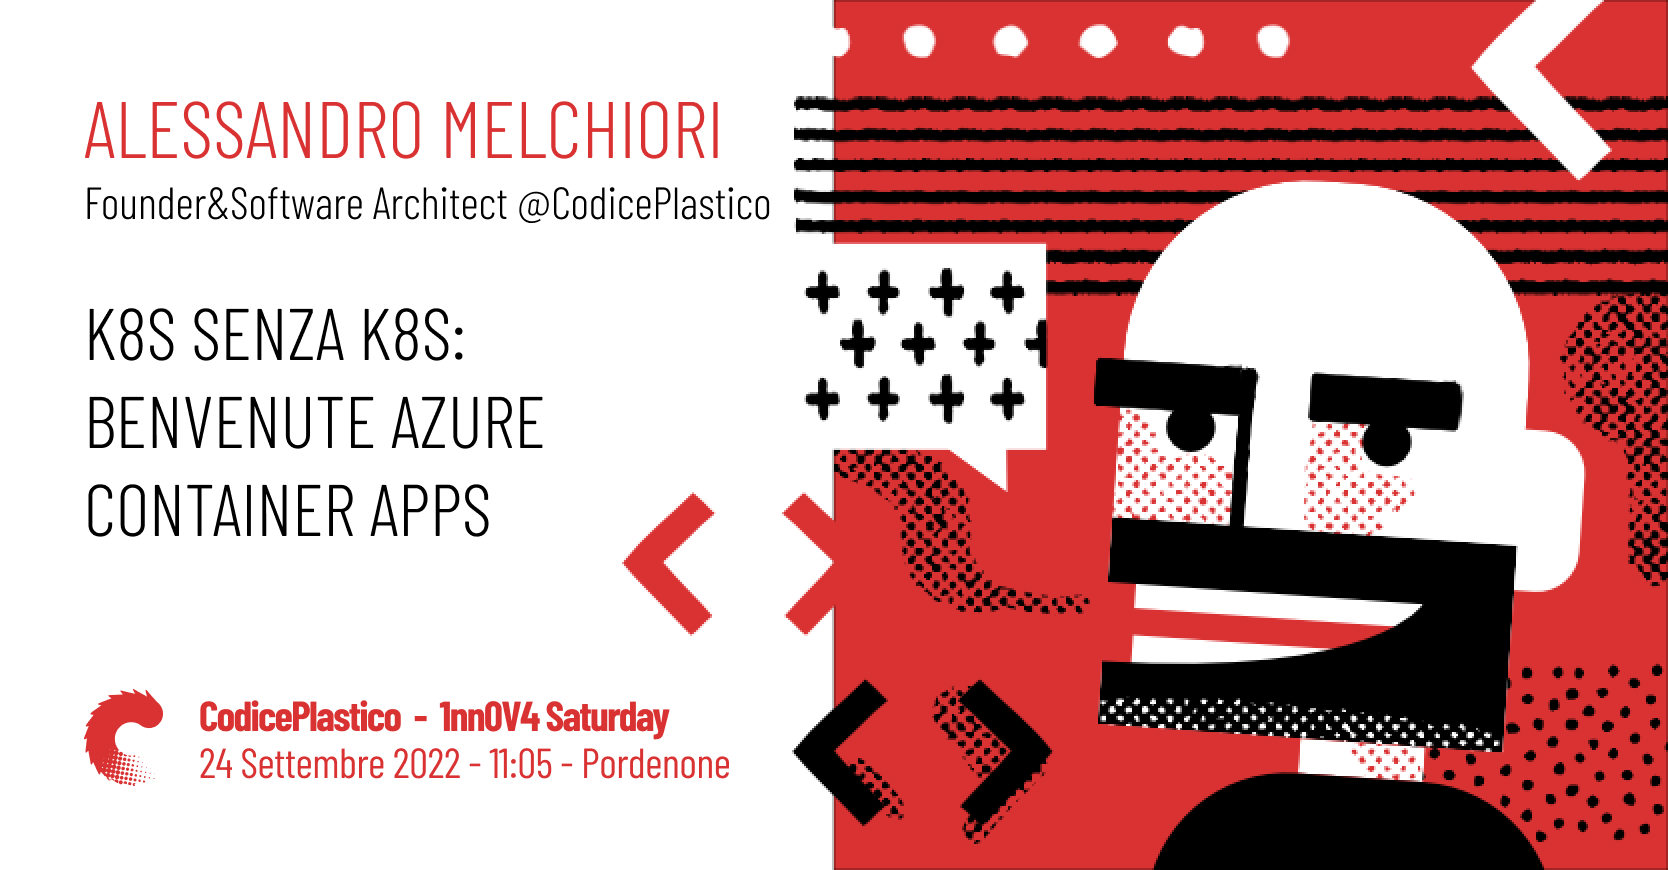 ALESSANDRO MELCHIORI
Founder&Software Architect @CodicePlastico
K8S SENZA K8S:
BENVENUTE AZURE
CONTAINER APPS
CodicePlastico - 1nn0V4 Saturday
24 Settembre 2022 - 11:05 - Pordenone